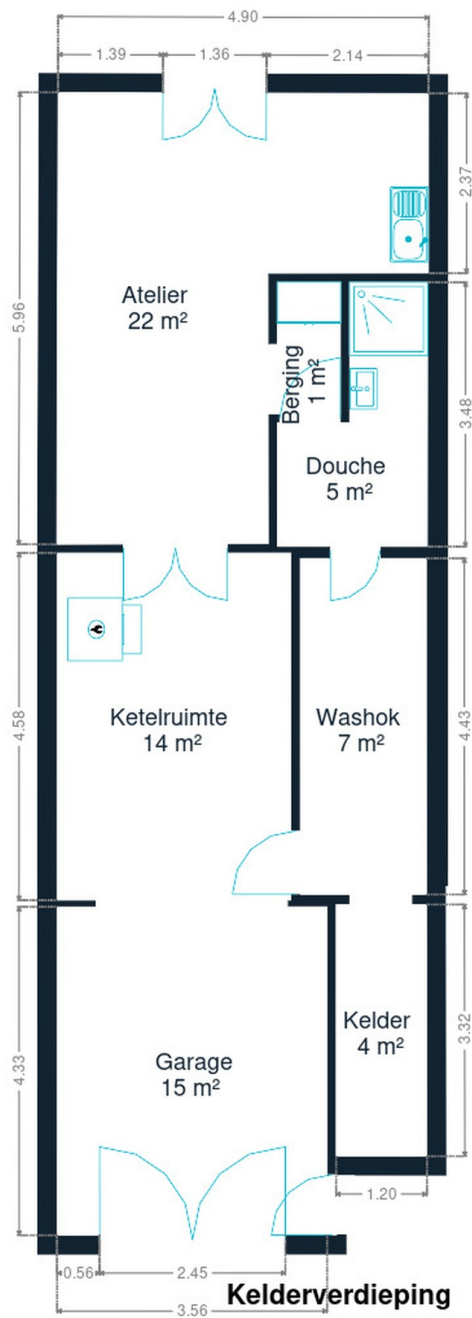 4.90
1.39
1.36
2.14
2.37
5.96
Atelier
22 m²
Berging
1 m²
3.48
Douche
5 m²
4.58
Ketelruimte
14 m²
Washok
7 m²
4.43
4.33
Garage
15 m²
Kelder
4 m²
3.32
1.20
0.56
2.45
3.56
Kelderverdieping